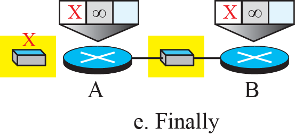 X ∞
X ∞
X
A
B
c. Finally